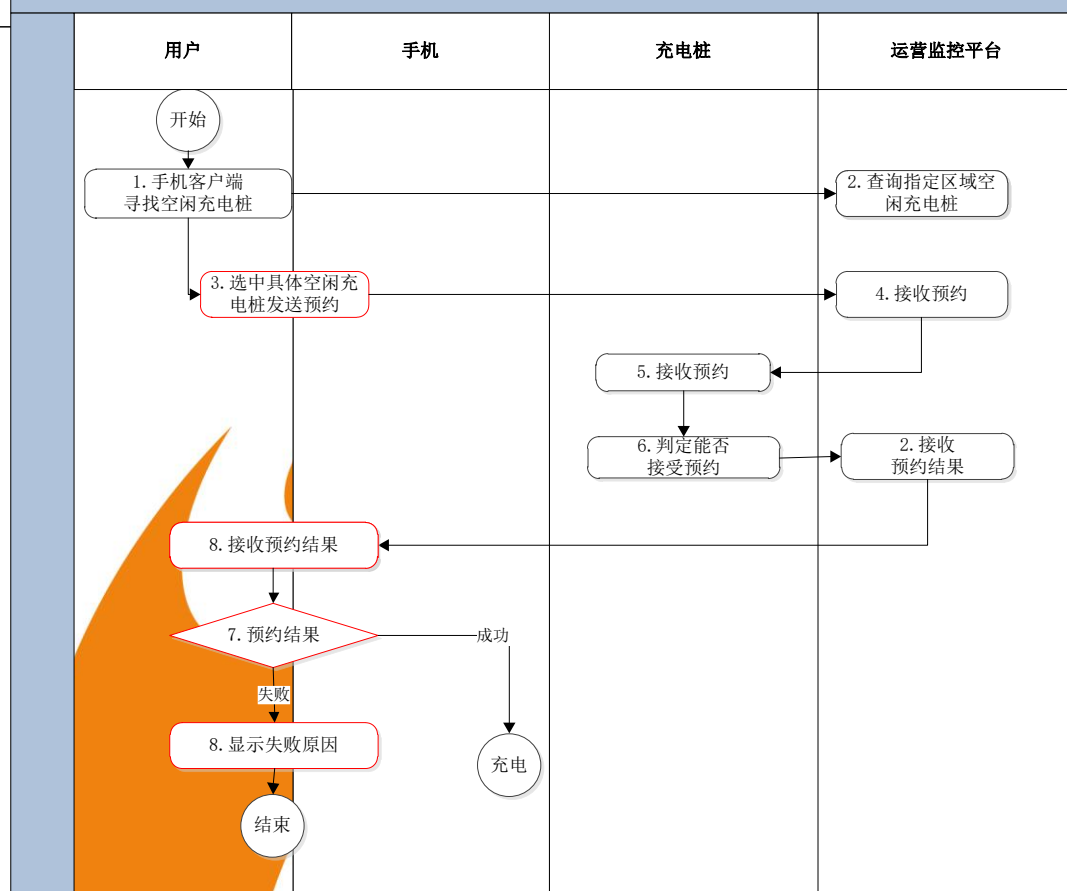 用户
手机
充电桩
运营监控平台
开始
1.手机客户端
寻找空闲充电桩
2.查询指定区域空
闲充电桩
3.选中具体空闲充
电桩发送预约
4.接收预约
5.接收预约
6.判定能否
接受预约
2.接收
预约结果
8.接收预约结果
7.预约结果
成功
失败
8.显示失败原因
充电
结束